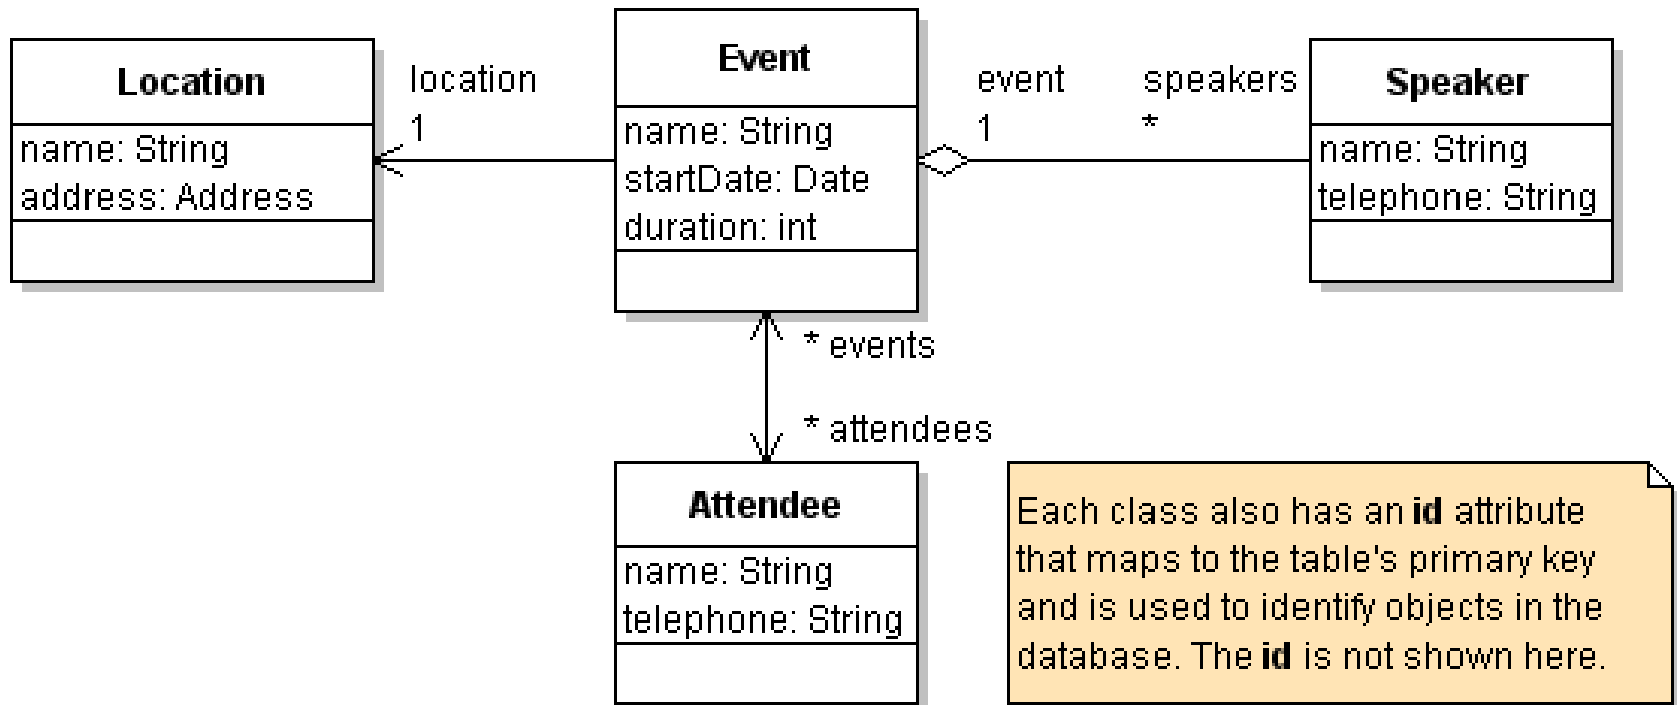 Location
name: String
address: Address
location
1
Event
name: String
startDate: Date
duration: int
event
1
speakers
*
Speaker
name: String
telephone: String
* events
* attendees
Attendee
name: String
telephone: String
Each class also has an id attribute
that maps to the table's primary key
and is used to identify objects in the
database. The id is not shown here.